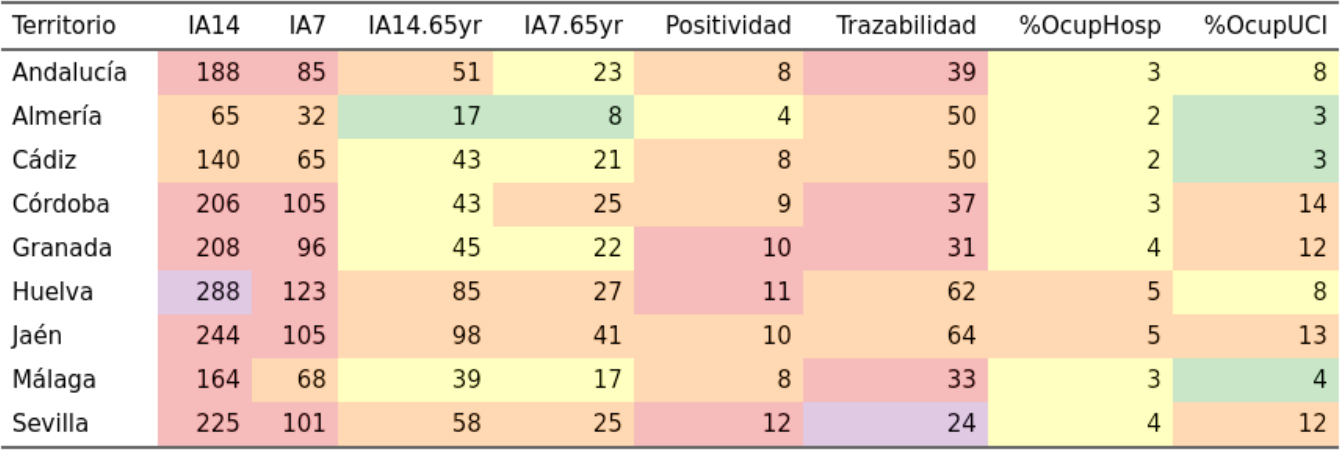 Territorio IA14 IA7 IA14.65yr IA7.65yr Positividad Trazabilidad %OcupHosp %OcupUCI
Andalucía 188 85 51 23 8 39 3 8
Almería 65 32 17 8 4 50 2 3
Cádiz 140 65 43 21 8 50 2 3
Córdoba 206 105 43 25 9 37 3 14
Granada 208 96 45 22 10 31 4 12
Huelva 288 123 85 27 11 62 5 8
Jaén 244 105 98 41 10 64 5 13
Málaga 164 68 39 17 8 33 3 4
Sevilla 225 101 58 25 12 24 4 12